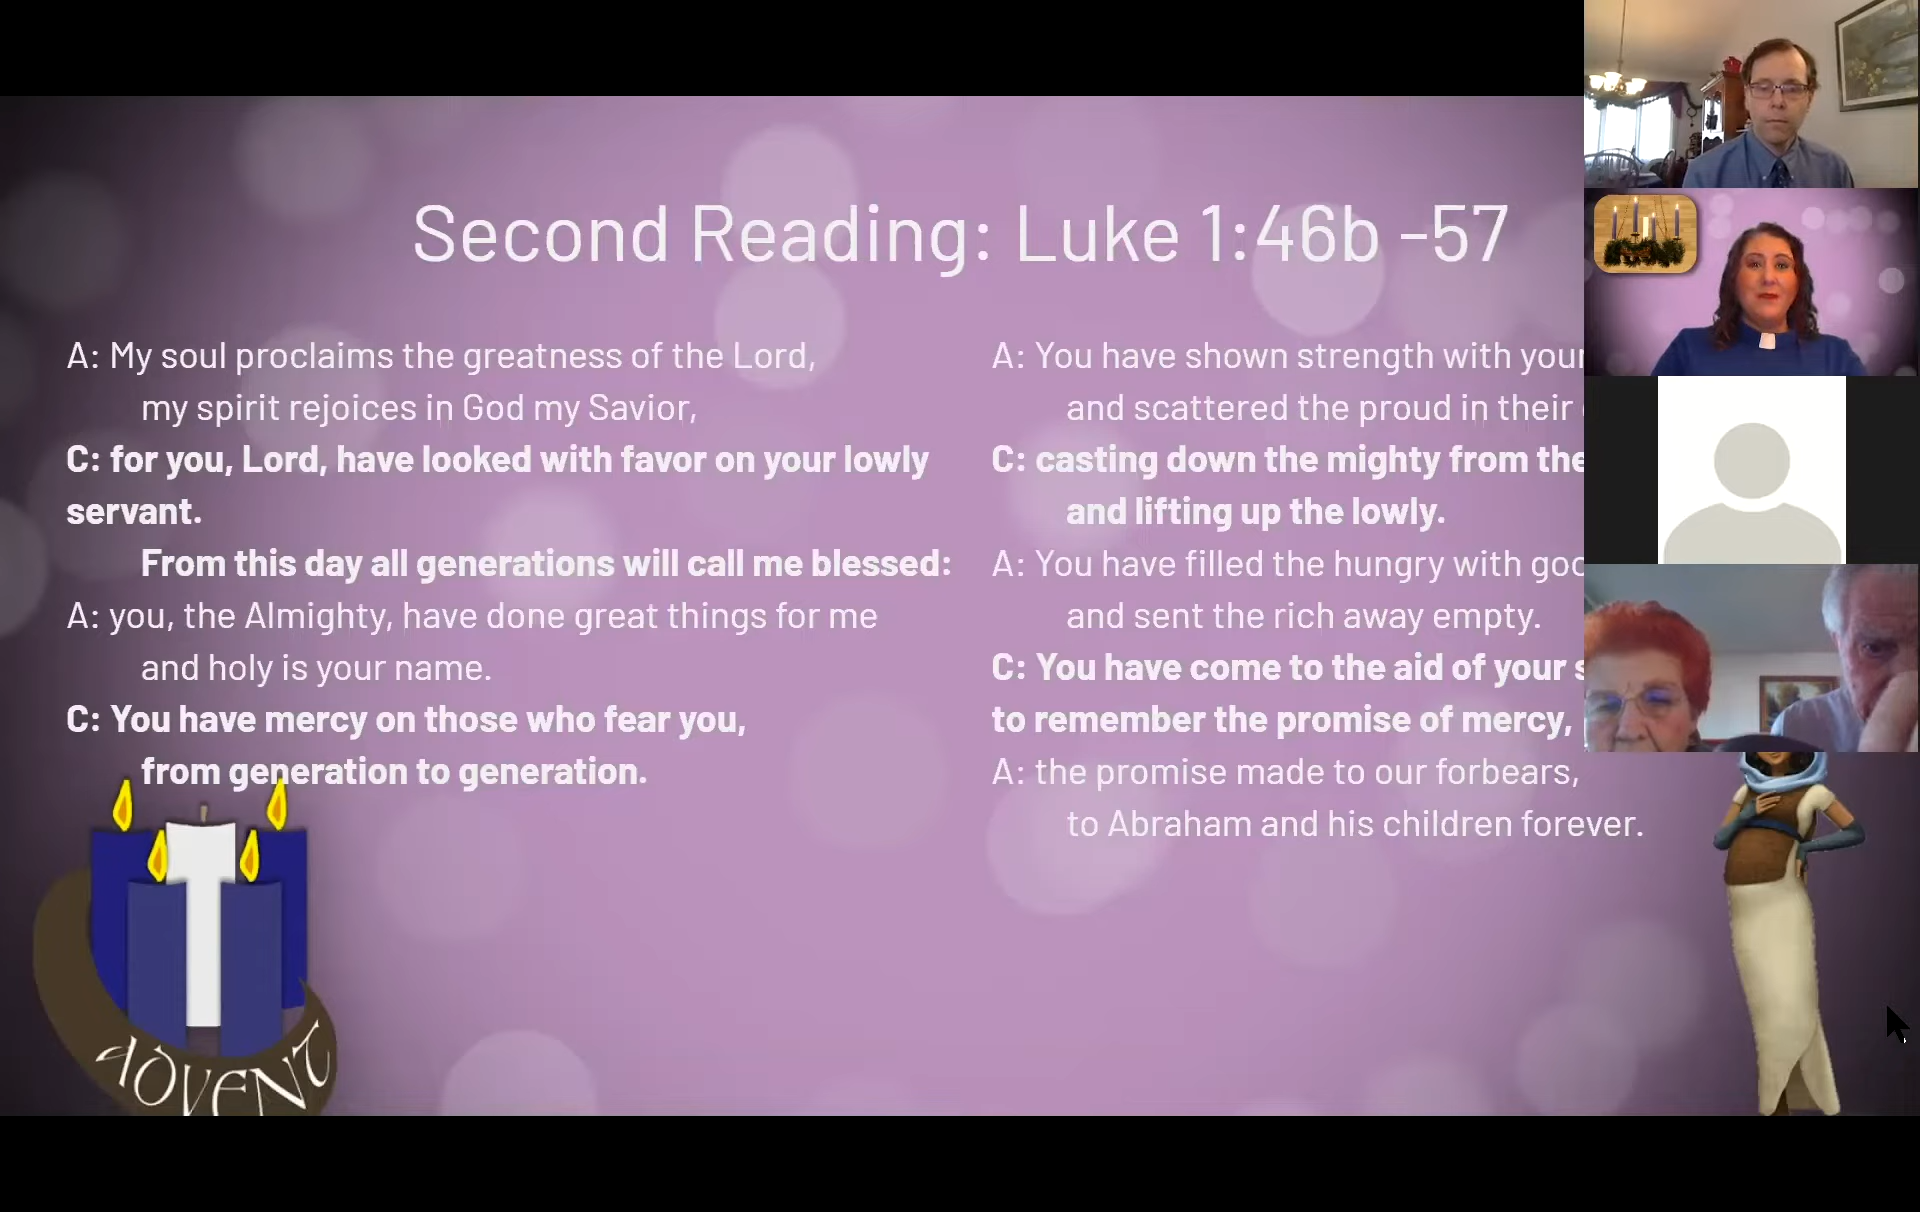 Second Reading: Luke 1:46b -57
A: My soul proclaims the greatness of the Lord,
my spirit rejoices in God my Savior,
C: for you, Lord, have looked with favor on your lowly
servant.
From this day all generations will call me blessed:
A: you, the Almighty, have done great things for me
and holy is your name.
C: You have mercy on those who fear you,
from generation to generation.
A: You have shown strength with your
and scattered the proud in their
C: casting down the mighty from the
and lifting up the lowly.
A: You have filled the hungry with
and sent the rich away empty.
C: You have come to the aid of your
to remember the promise of mercy,
A: the promise made to our forbears,
to Abraham and his children forever.
ADVENT